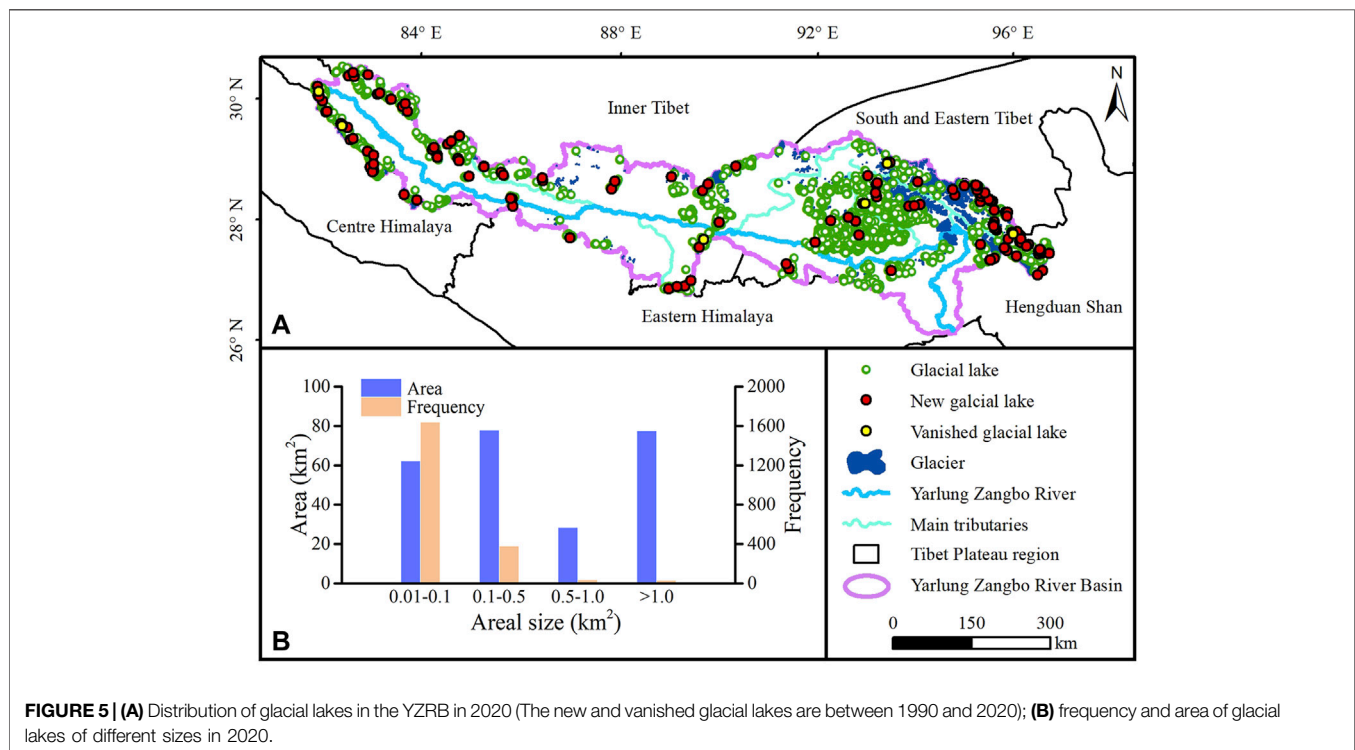 84° E 88° E 92° E 96° E
30° N
28° N
26° N
N
Inner Tibet
South and Eastern Tibet
Centre Himalaya
Eastern Himalaya
Hengduan Shan
A
Area
Frequency
100
80
60
40
20
0
Area (km²)
2000
1600
1200
800
400
0
Frequency
0.01-0.1 0.1-0.5 0.5-1.0 >1.0
Areal size (km²)
B
Glacial lake
New galcial lake
Vanished glacial lake
Glacier
Yarlung Zangbo River
Main tributaries
Tibet Plateau region
Yarlung Zangbo River Basin
0 150 300
km
FIGURE 5 | (A) Distribution of glacial lakes in the YZRB in 2020 (The new and vanished glacial lakes are between 1990 and 2020); (B) frequency and area of glacial
lakes of different sizes in 2020.